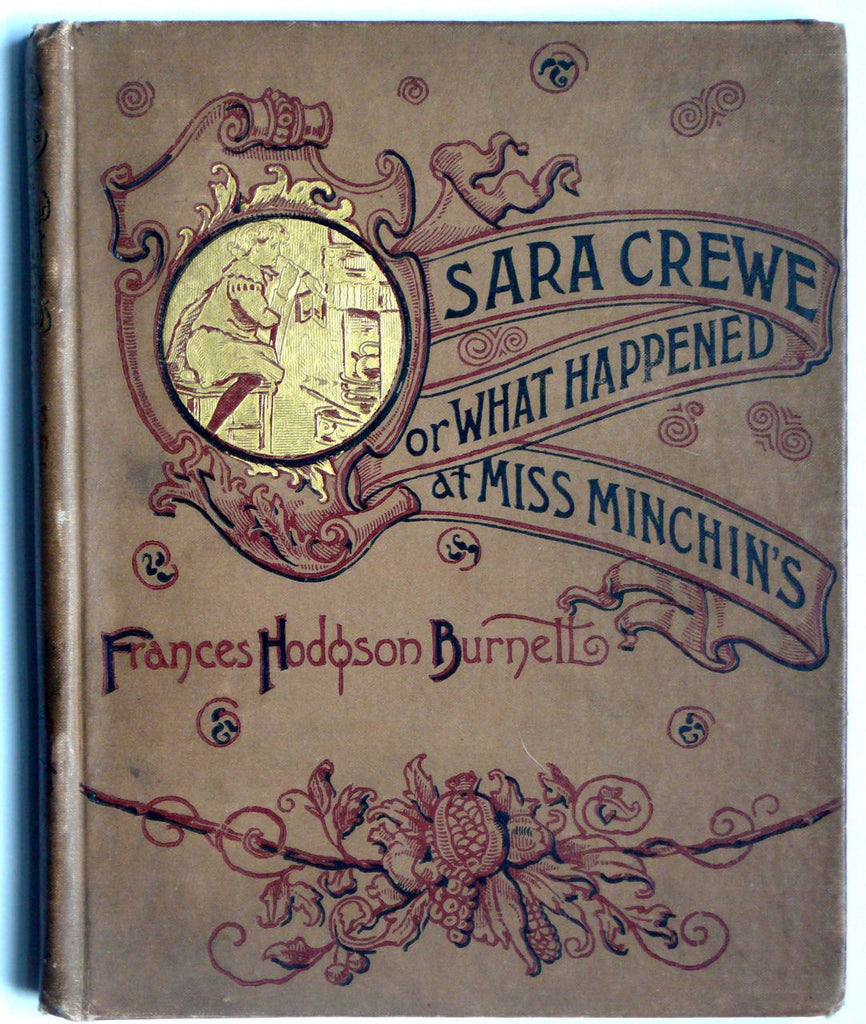 SARA CREWE
or WHAT HAPPENED
at MISS MINCHIN'S
Frances Hodgson Burnett